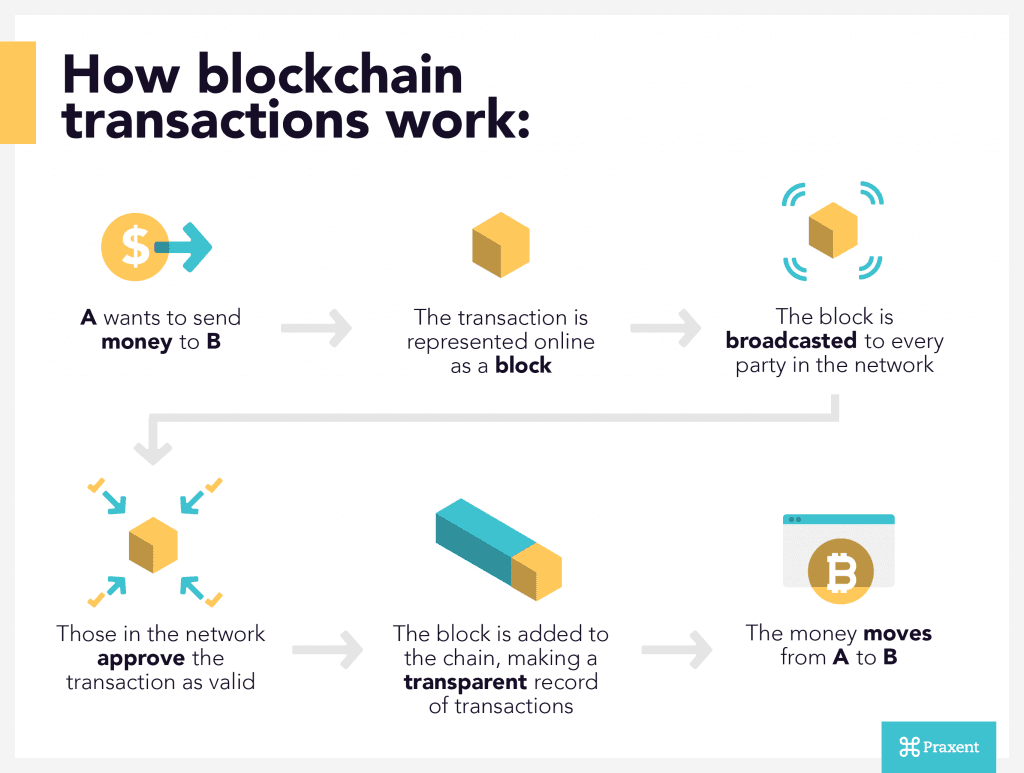 How blockchain
transactions work:
$
A wants to send
money to B
The transaction is
represented online
as a block
The block is
broadcasted to every
party in the network
Those in the network
approve the
transaction as valid
The block is added to
the chain, making a
transparent record
of transactions
₿
The money moves
from A to B
⌘ Praxent